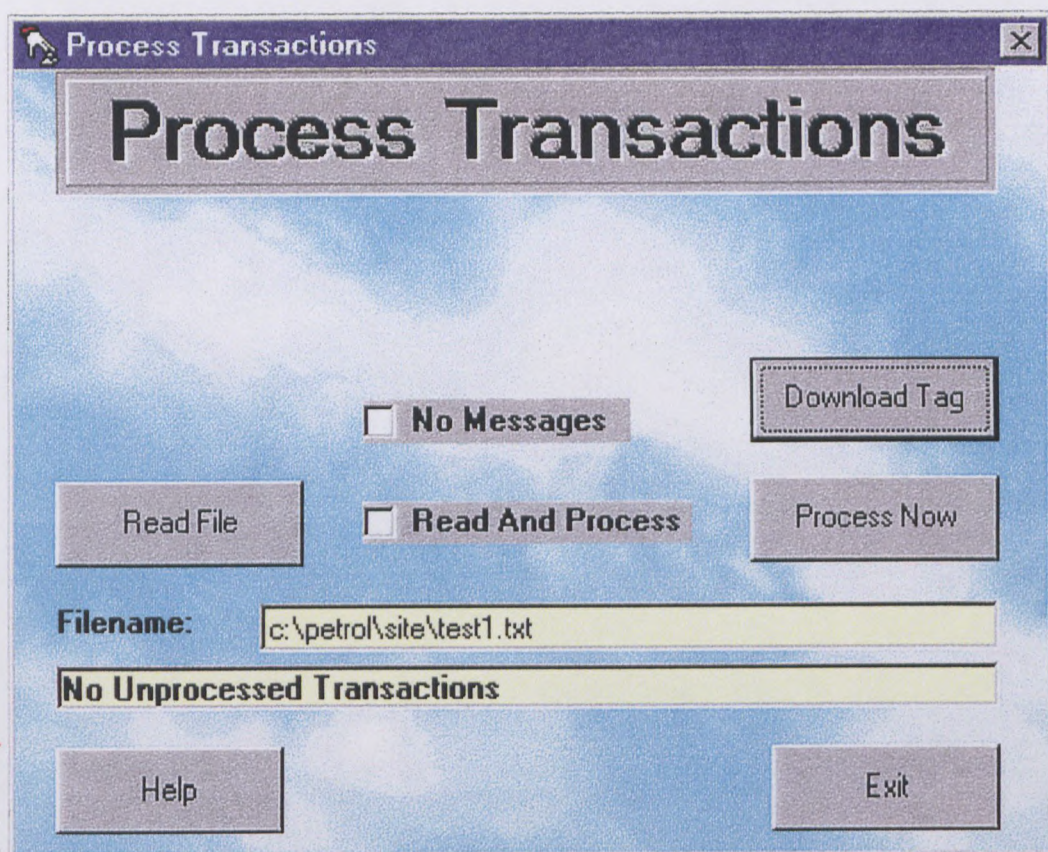 Process Transactions
Process Transactions
Download Tag
No Messages
Read File
Read And Process
Process Now
Filename:
c:\petrol\site\test1.txt
No Unprocessed Transactions
Help
Exit